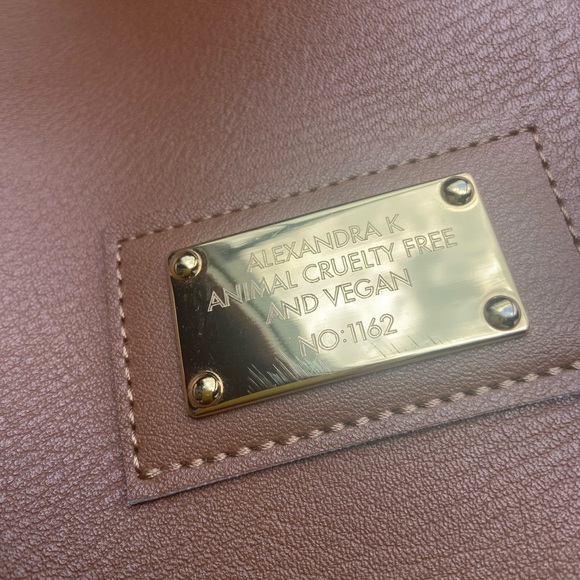 ALEXANDRA K
ANIMAL CRUELTY FREE
AND VEGAN
NO:1162